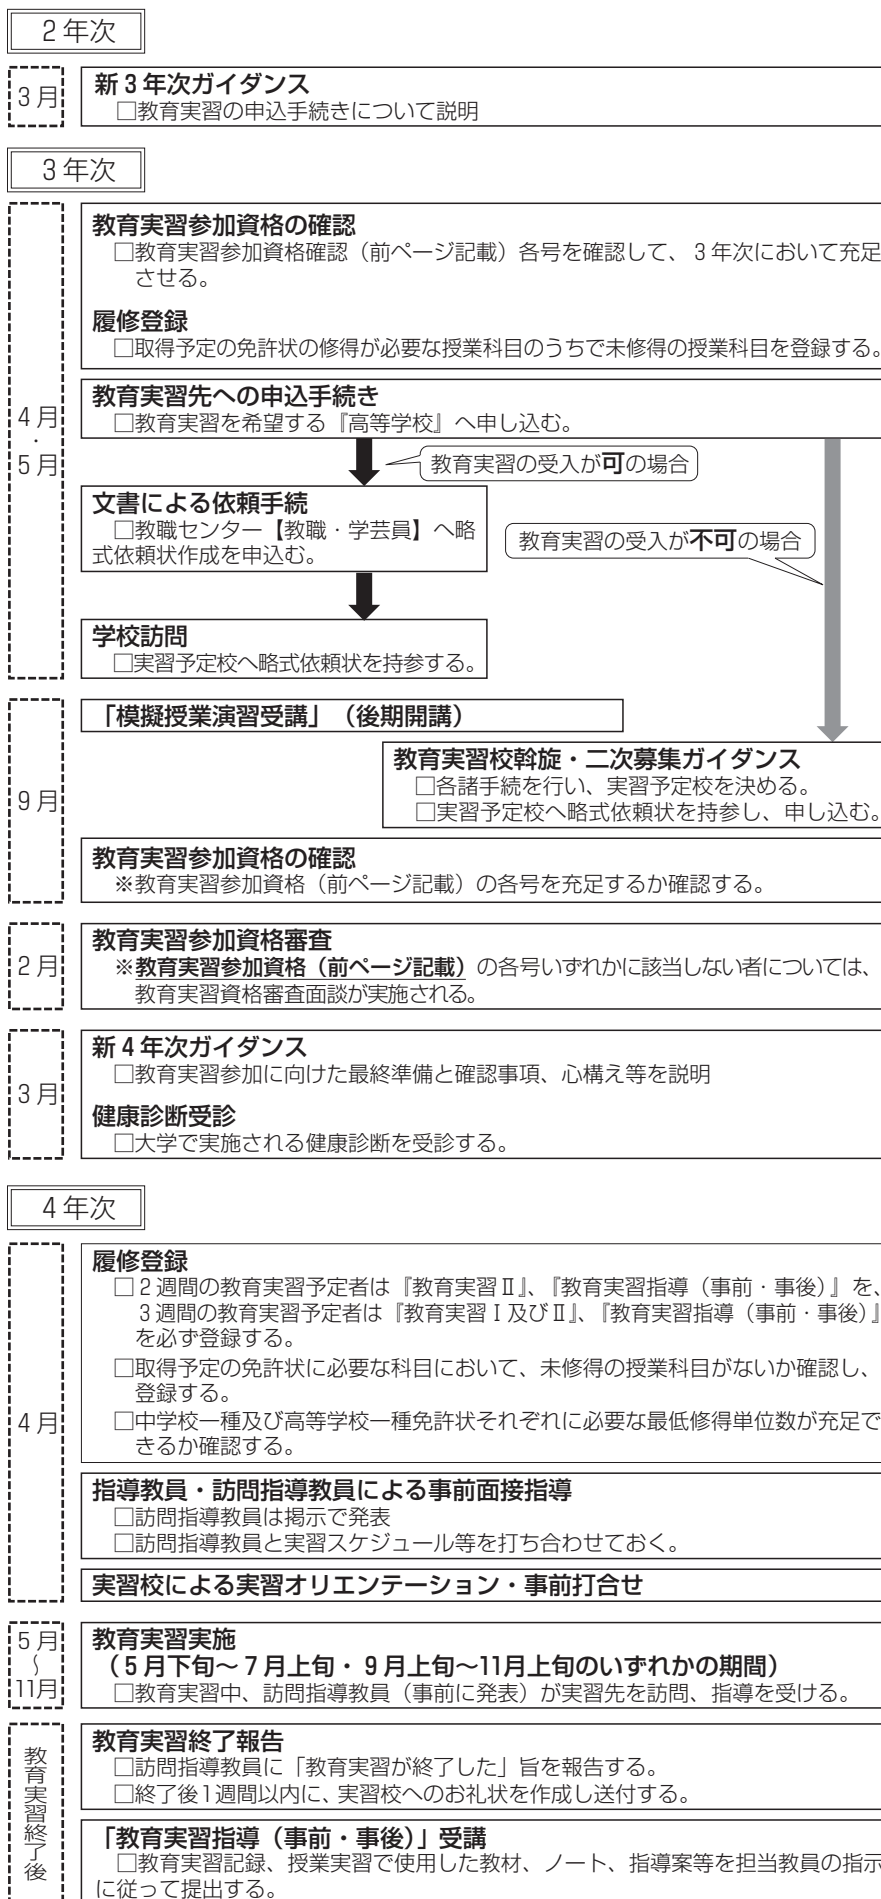 2年次
3月
新3年次ガイダンス
□教育実習の申込手続きについて説明
3年次
4月・5月
教育実習参加資格の確認
□教育実習参加資格確認（前ページ記載）各号を確認して、3年次において充足
させる。
履修登録
□取得予定の免許状の修得が必要な授業科目のうちで未修得の授業科目を登録する。
教育実習先への申込手続き
□教育実習を希望する『高等学校』へ申し込む。
教育実習の受入が可の場合
文書による依頼手続
□教職センター【教職・学芸員】へ略
式依頼状作成を申込む。
教育実習の受入が不可の場合
学校訪問
□実習予定校へ略式依頼状を持参する。
9月
「模擬授業演習受講」（後期開講）
教育実習校斡旋・二次募集ガイダンス
□各諸手続を行い、実習予定校を決める。
□実習予定校へ略式依頼状を持参し、申し込む。
教育実習参加資格の確認
※教育実習参加資格（前ページ記載）の各号を充足するか確認する。
2月
教育実習参加資格審査
※教育実習参加資格（前ページ記載）の各号いずれかに該当しない者については、
教育実習資格審査面談が実施される。
3月
新4年次ガイダンス
□教育実習参加に向けた最終準備と確認事項、心構え等を説明
健康診断受診
□大学で実施される健康診断を受診する。
4年次
4月
履修登録
□2週間の教育実習予定者は『教育実習Ⅱ』、『教育実習指導（事前・事後）』を、
3週間の教育実習予定者は『教育実習Ⅰ及びⅡ』、『教育実習指導（事前・事後）』
を必ず登録する。
□取得予定の免許状に必要な科目において、未修得の授業科目がないか確認し、
登録する。
□中学校一種及び高等学校一種免許状それぞれに必要な最低修得単位数が充足で
きるか確認する。
指導教員・訪問指導教員による事前面接指導
□訪問指導教員は掲示で発表
□訪問指導教員と実習スケジュール等を打ち合わせておく。
実習校による実習オリエンテーション・事前打合せ
5月〜11月
教育実習実施
（5月下旬〜7月上旬・9月上旬〜11月上旬のいずれかの期間）
□教育実習中、訪問指導教員（事前に発表）が実習先を訪問、指導を受ける。
教育実習終了後
教育実習終了報告
□訪問指導教員に「教育実習が終了した」旨を報告する。
□終了後1週間以内に、実習校へのお礼状を作成し送付する。
「教育実習指導（事前・事後）」受講
□教育実習記録、授業実習で使用した教材、ノート、指導案等を担当教員の指示
に従って提出する。